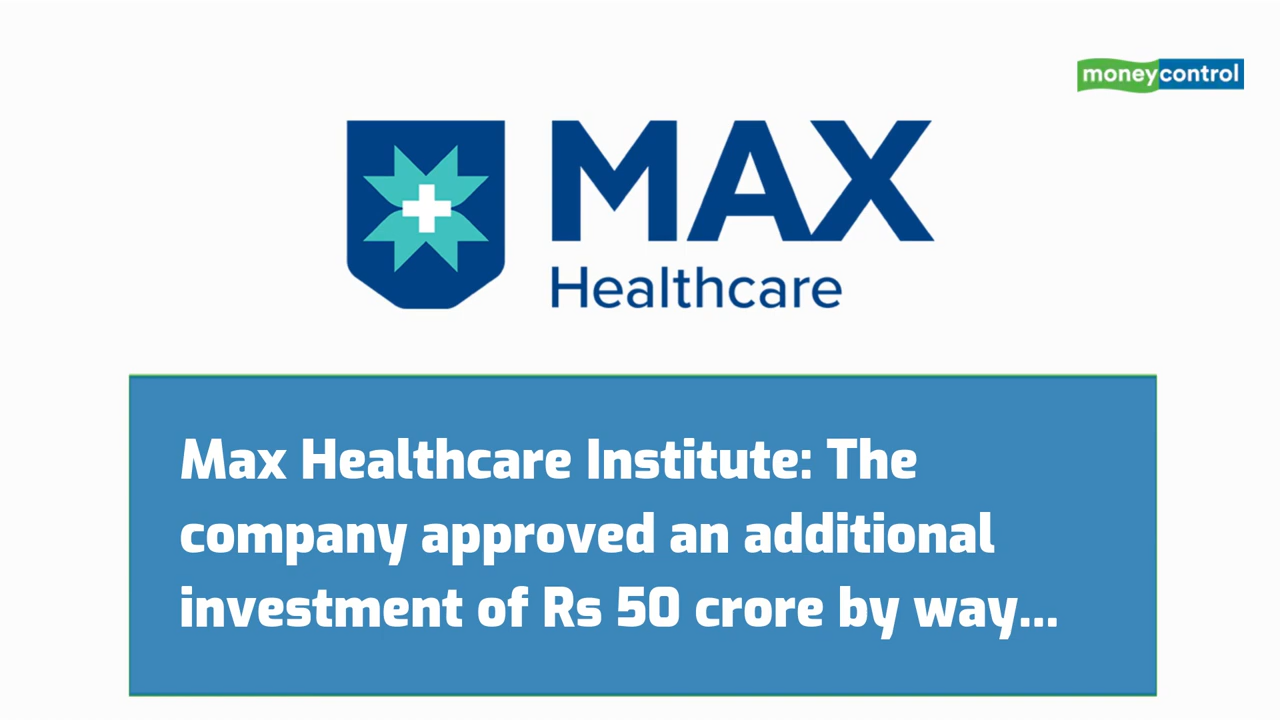 moneycontrol
MAX
Healthcare
Max Healthcare Institute: The
company approved an additional
investment of Rs 50 crore by way...